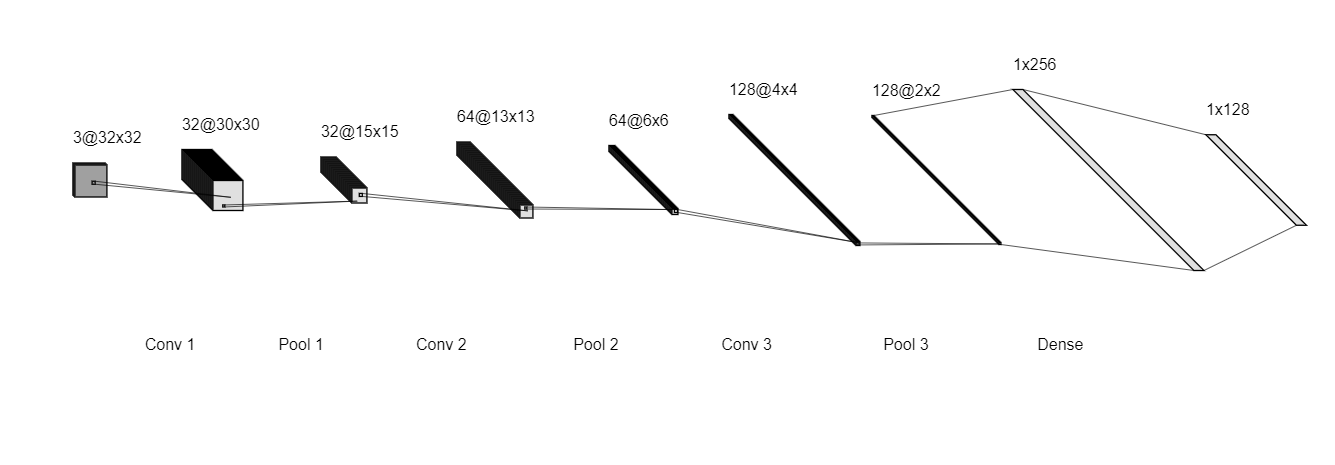 3@32x32
32@30x30
32@15x15
64@13x13
64@6x6
128@4x4
128@2x2
1x256
1x128
Conv 1
Pool 1
Conv 2
Pool 2
Conv 3
Pool 3
Dense